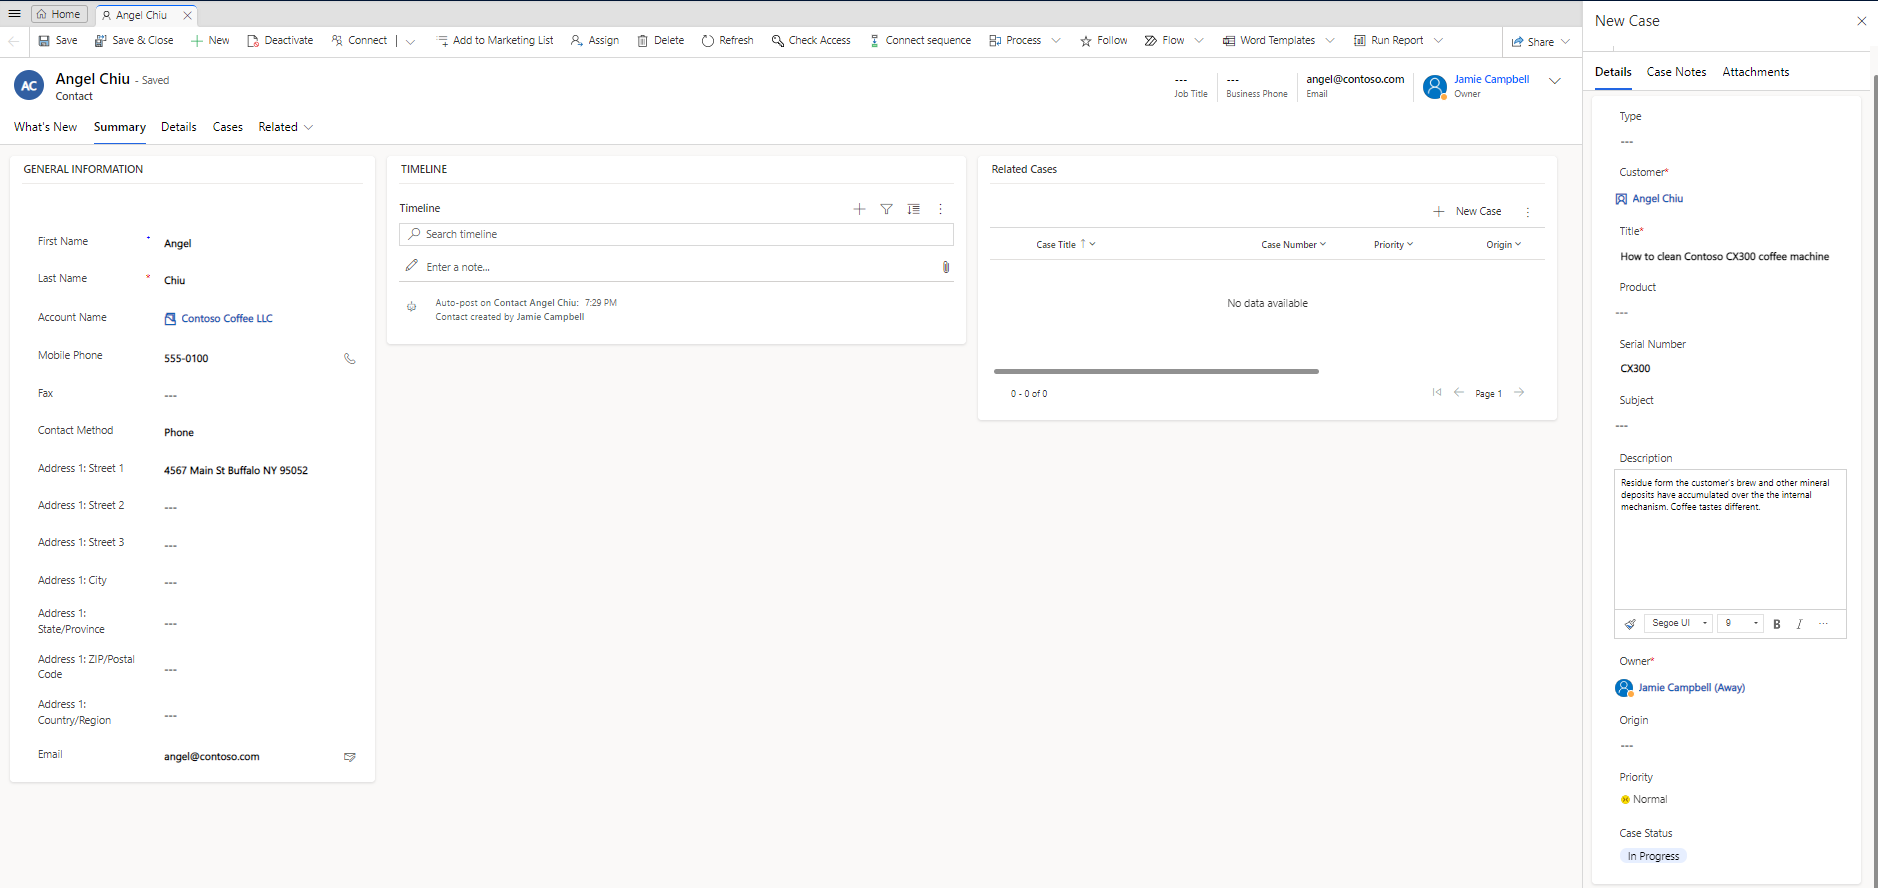 Home
Angel Chiu
Save
Save & Close
New
Deactivate
Connect
Add to Marketing List
Assign
Delete
Refresh
Check Access
Connect sequence
Process
Follow
Flow
Word Templates
Run Report
Share
AC
Angel Chiu - Saved
Contact
---
Job Title
---
Business Phone
angel@contoso.com
Email
Jamie Campbell
Owner
What's New
Summary
Details
Cases
Related
GENERAL INFORMATION
First Name
Angel
Last Name *
Chiu
Account Name
Contoso Coffee LLC
Mobile Phone
555-0100
Fax
---
Contact Method
Phone
Address 1: Street 1
4567 Main St Buffalo NY 95052
Address 1: Street 2
---
Address 1: Street 3
---
Address 1: City
---
Address 1:
State/Province
---
Address 1: ZIP/Postal
Code
---
Address 1:
Country/Region
---
Email
angel@contoso.com
TIMELINE
Timeline
Search timeline
Enter a note...
Auto-post on Contact Angel Chiu: 7:29 PM
Contact created by Jamie Campbell
Related Cases
New Case
Case Title
Case Number
Priority
Origin
No data available
0 - 0 of 0
Page 1
New Case
Details
Case Notes
Attachments
Type
---
Customer*
Angel Chiu
Title*
How to clean Contoso CX300 coffee machine
Product
---
Serial Number
CX300
Subject
---
Description
Residue form the customer's brew and other mineral
deposits have accumulated over the the internal
mechanism. Coffee tastes different.
Segoe UI
9
B
I
...
Owner*
Jamie Campbell (Away)
Origin
---
Priority
Normal
Case Status
In Progress